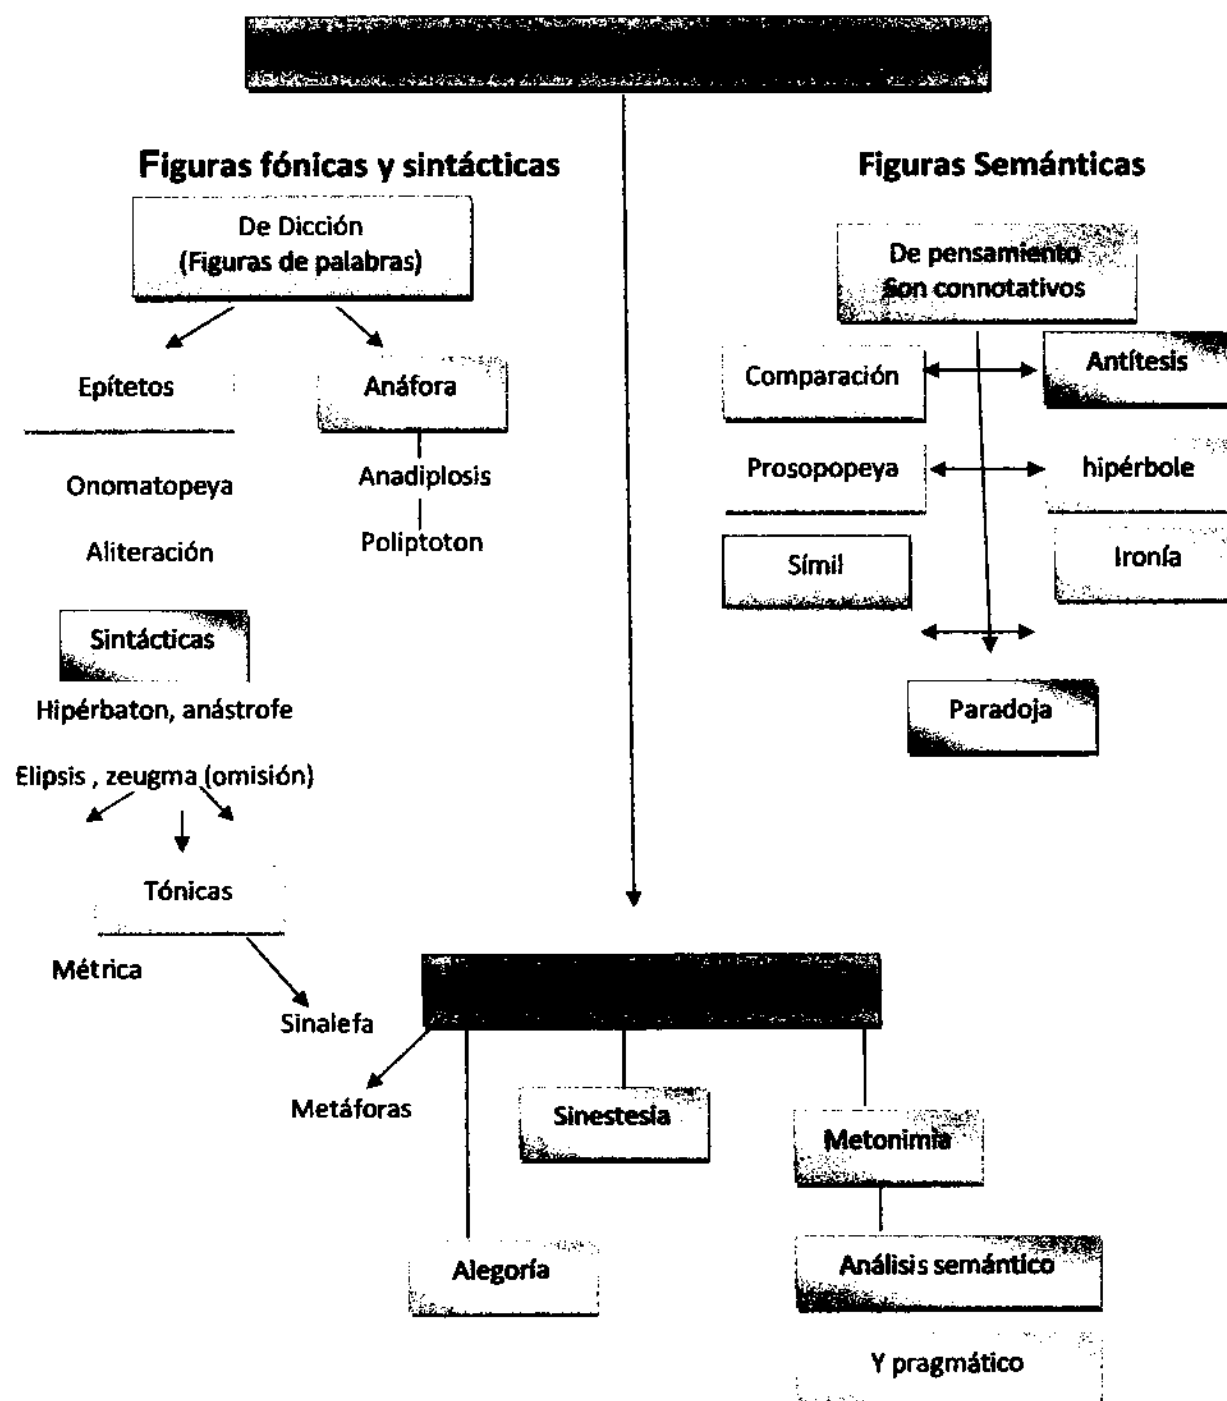 Figuras fónicas y sintácticas
De Dicción
(Figuras de palabras)
Epítetos
Anáfora
Onomatopeya
Anadiplosis
Aliteración
Poliptoton
Sintácticas
Hipérbaton, anástrofe
Elipsis , zeugma (omisión)
Tónicas
Métrica
Sinalefa
Figuras Semánticas
De pensamiento
Son connotativos
Comparación
Antítesis
Prosopopeya
hipérbole
Símil
Ironía
Paradoja
Metáforas
Sinestesia
Metonimia
Alegoría
Análisis semántico
Y pragmático